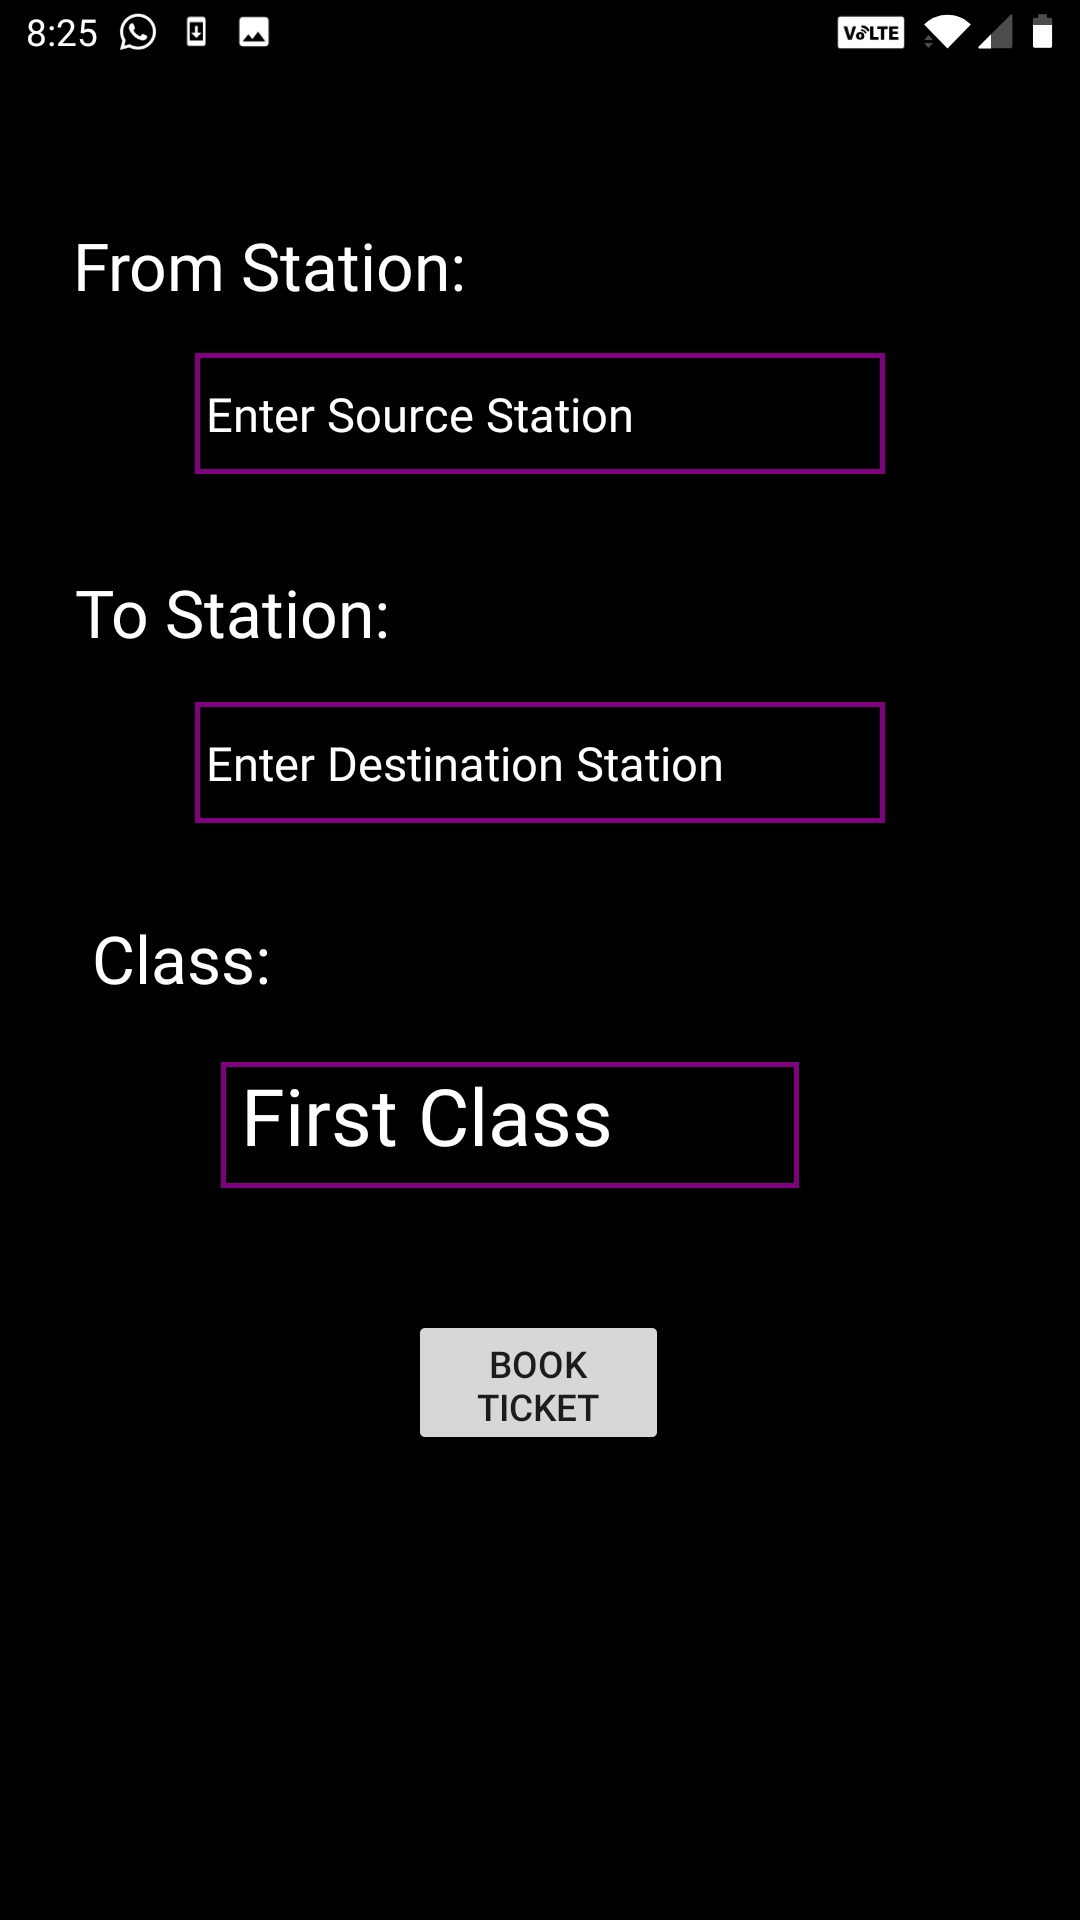 8:25 VoLTE
From Station:
Enter Source Station
To Station:
Enter Destination Station
Class:
First Class
BOOK
TICKET